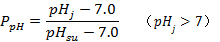 P_pH = (pH_j − 7.0) / (pH_su − 7.0) （pH_j > 7）